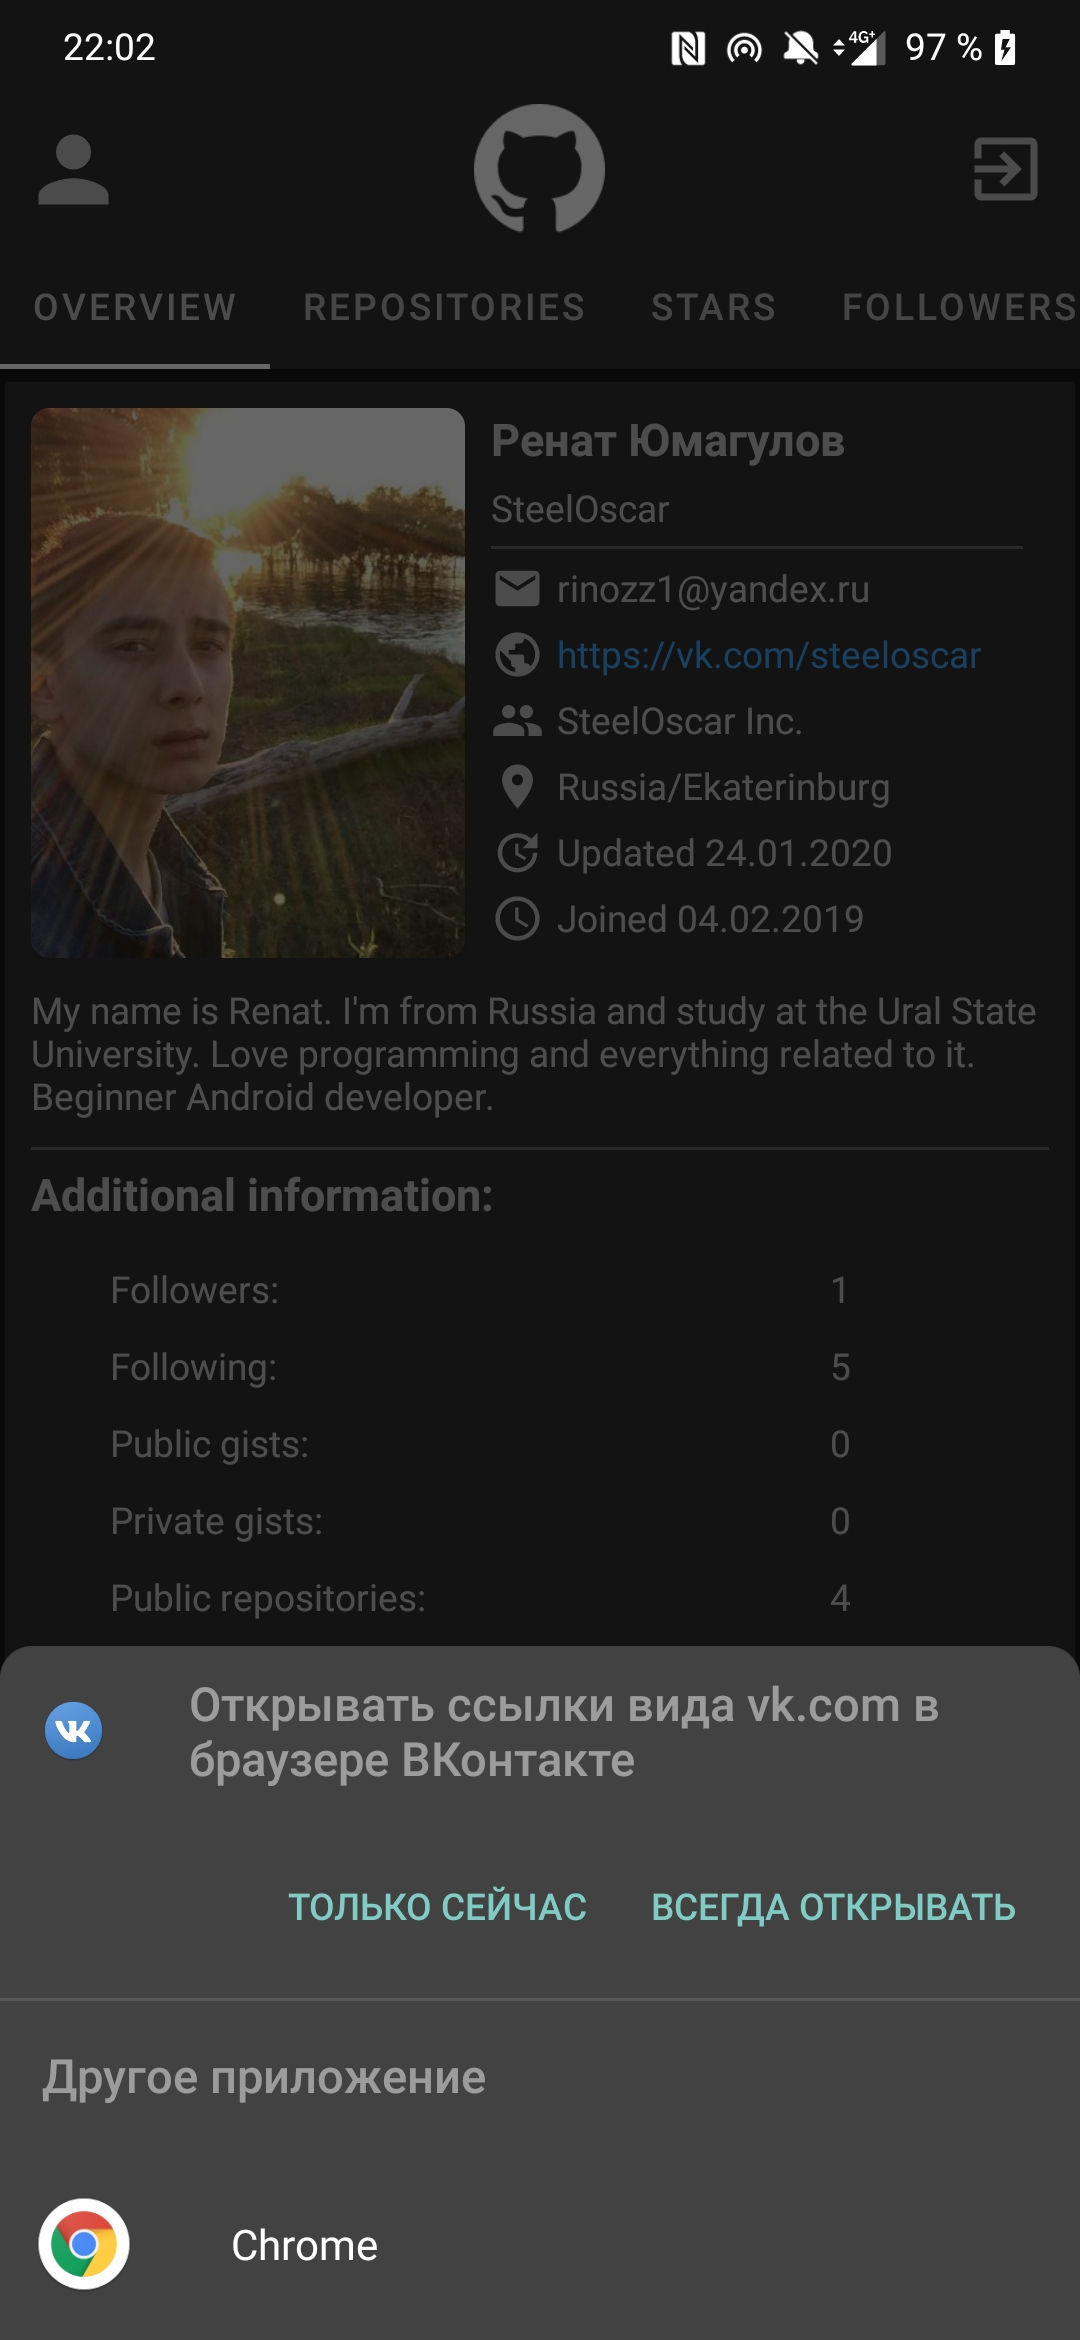 22:02 4G+ 97 %
OVERVIEW REPOSITORIES STARS FOLLOWERS
Ренат Юмагулов
SteelOscar
rinozz1@yandex.ru
https://vk.com/steeloscar
SteelOscar Inc.
Russia/Ekaterinburg
Updated 24.01.2020
Joined 04.02.2019
My name is Renat. I'm from Russia and study at the Ural State
University. Love programming and everything related to it.
Beginner Android developer.
Additional information:
Followers: 1
Following: 5
Public gists: 0
Private gists: 0
Public repositories: 4
Открывать ссылки вида vk.com в
браузере ВКонтакте
ТОЛЬКО СЕЙЧАС ВСЕГДА ОТКРЫВАТЬ
Другое приложение
Chrome